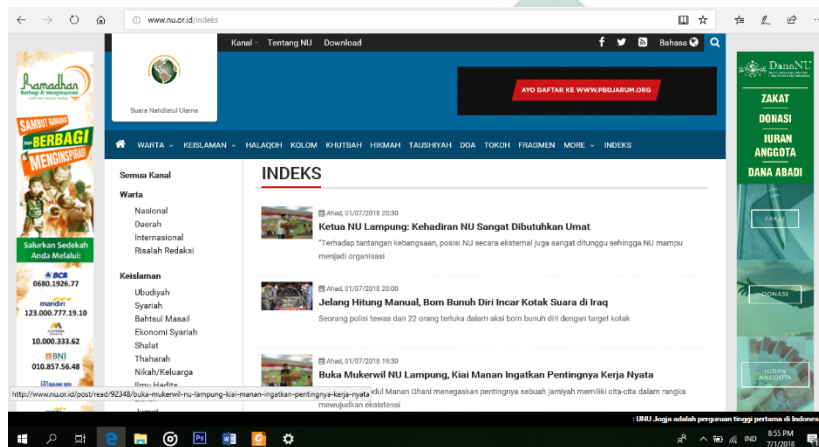 www.nu.or.id/indeks
Kanal
Tentang NU
Download
Bahasa
Suara Nahdlatul Ulama
AYO DAFTAR KE WWW.PBDJARUM.ORG
WARTA KEISLAMAN HALAQOH KOLOM KHUTBAH HIKMAH TAUSHIYAH DOA TOKOH FRAGMEN MORE INDEKS
Ramadhan
Berbagi & menginspirasi
SAMBUT RAMADHAN
BERBAGI
MENGINSPIRASI
Salurkan Sedekah
Anda Melalui:
BCA
0680.1926.77
mandiri
123.000.777.19.10
10.000.333.62
BNI
010.857.56.48
Semua Kanal
Warta
Nasional
Daerah
Internasional
Risalah Redaksi
Keislaman
Ubudiyah
Syariah
Bahtsul Masail
Ekonomi Syariah
Shalat
Thaharah
Nikah/Keluarga
Ilmu Hadits
Jumat
INDEKS
Ahad, 01/07/2018 20:30
Ketua NU Lampung: Kehadiran NU Sangat Dibutuhkan Umat
"Terhadap tantangan kebangsaan, posisi NU secara eksternal juga sangat ditunggu sehingga NU mampu
menjadi organisasi
Ahad, 01/07/2018 20:00
Jelang Hitung Manual, Bom Bunuh Diri Incar Kotak Suara di Iraq
Seorang polisi tewas dan 22 orang terluka dalam aksi bom bunuh diri dengan target kotak
Ahad, 01/07/2018 19:30
Buka Mukerwil NU Lampung, Kiai Manan Ingatkan Pentingnya Kerja Nyata
dul Manan Ghani menegaskan pentingnya sebuah jamiyah memiliki cita-cita dalam rangka
mewujudkan eksistensi
DanaNU
ZAKAT
DONASI
IURAN
ANGGOTA
DANA ABADI
ZAKAT
DONASI
IURAN
ANGGOTA
http://www.nu.or.id/post/read/92348/buka-mukerwil-nu-lampung-kiai-manan-ingatkan-pentingnya-kerja-nyata
: UNU Jogja adalah perguruan tinggi pertama di Indones
IND
8:55 PM
7/1/2018